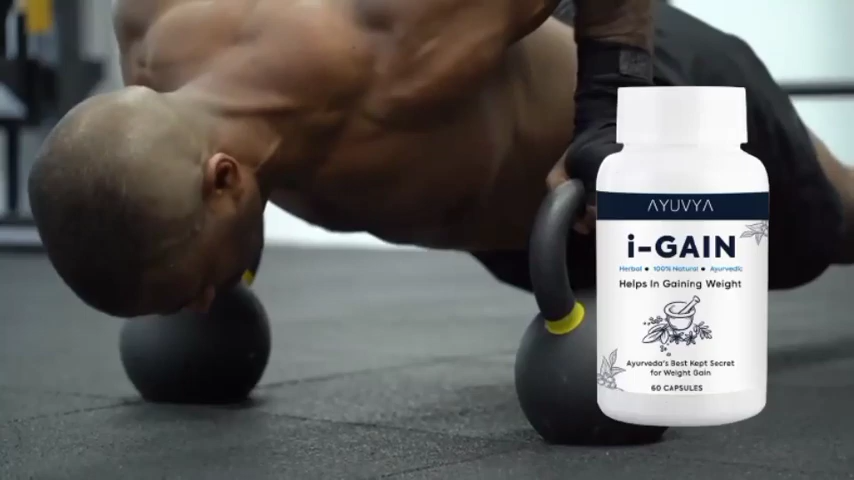 AYUVYA
i-GAIN
Herbal • 100% Natural • Ayurvedic
Helps In Gaining Weight
Ayurveda's Best Kept Secret
for Weight Gain
60 CAPSULES